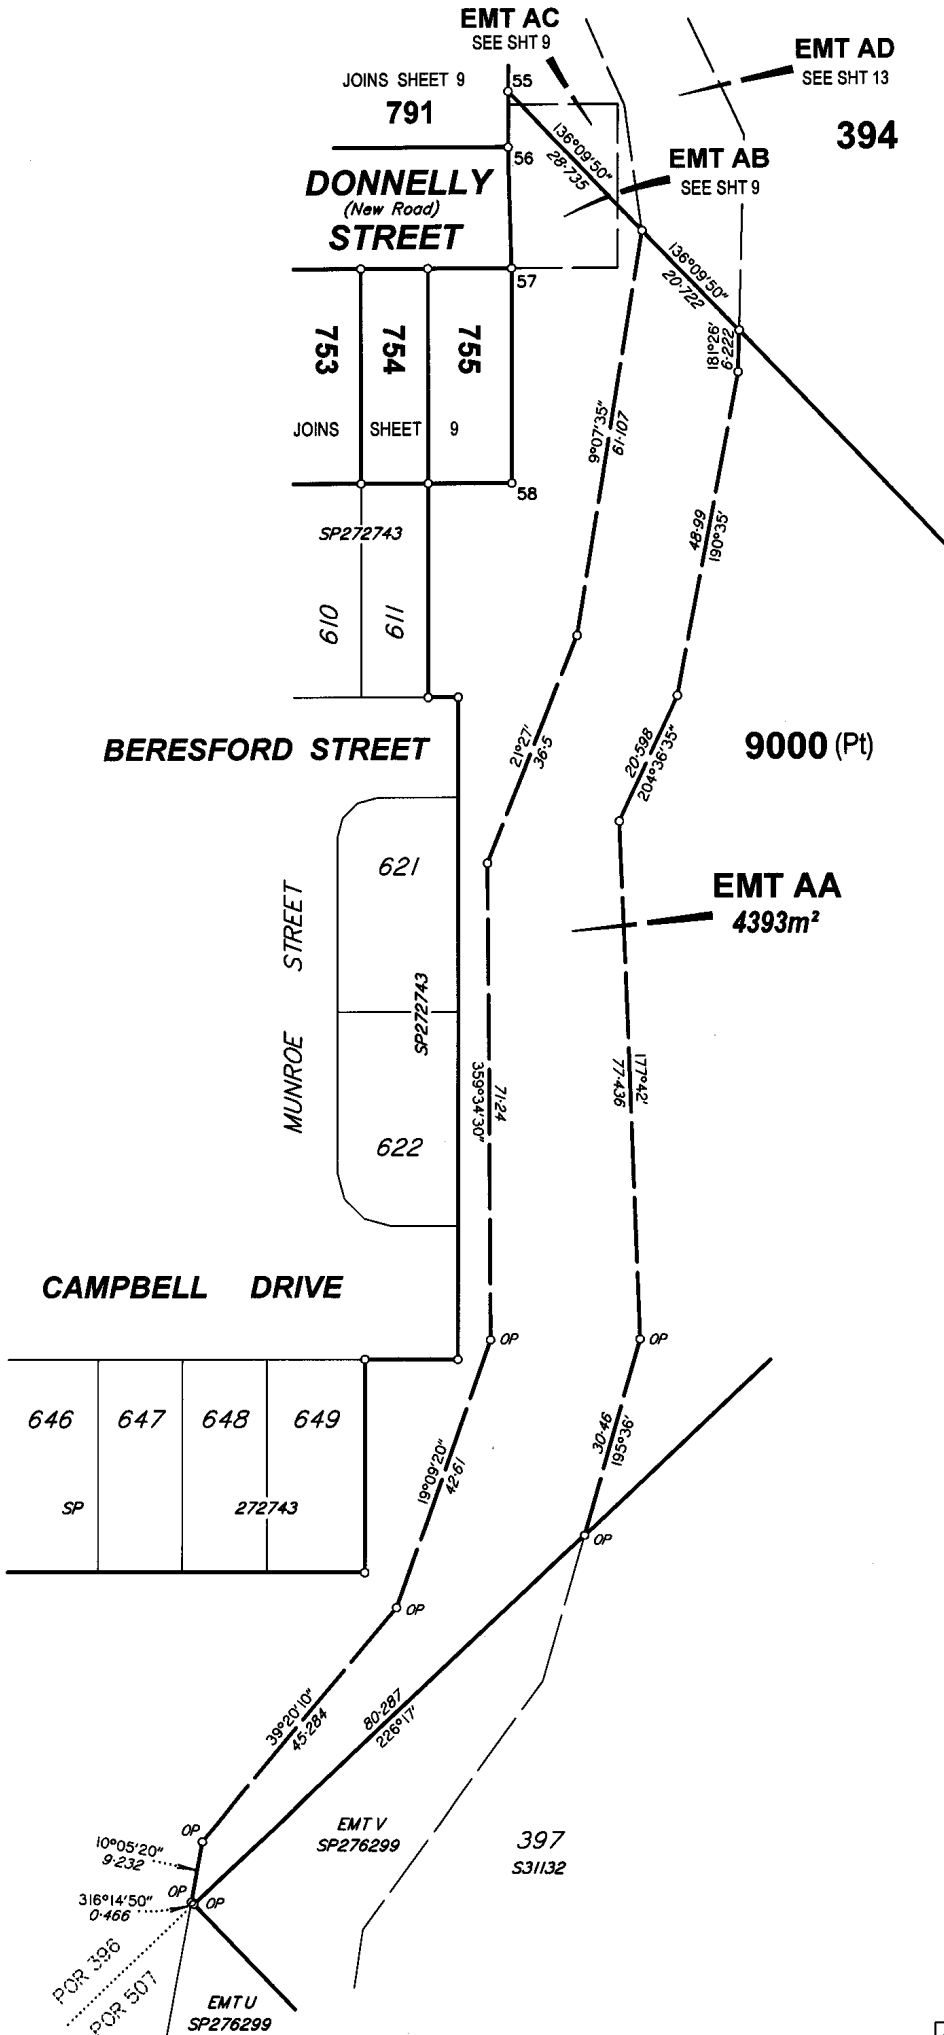 EMT AC
SEE SHT 9
EMT AD
SEE SHT 13
JOINS SHEET 9
791
55
394
136°09'50"
28·735
56
EMT AB
SEE SHT 9
DONNELLY
(New Road)
STREET
57
136°09'50"
20·722
181°26'
6·222
753
754
755
JOINS SHEET 9
9°07'35"
61·107
58
SP272743
48·99
190°35'
610
611
BERESFORD STREET
21°27'
36·5
20·598
204°36'35"
9000 (Pt)
621
EMT AA
4393m²
MUNROE STREET
SP272743
359°34'30"
71·24
177°42'
77·436
622
CAMPBELL DRIVE
OP
OP
646
647
648
649
30·46
195°36'
19°09'20"
42·61
SP 272743
OP
OP
39°20'10"
45·284
80·287
226°17'
EMT V
SP276299
397
S31132
OP
10°05'20"
9·232
316°14'50"
0·466
OP
OP
POR 396
POR 507
EMT U
SP276299